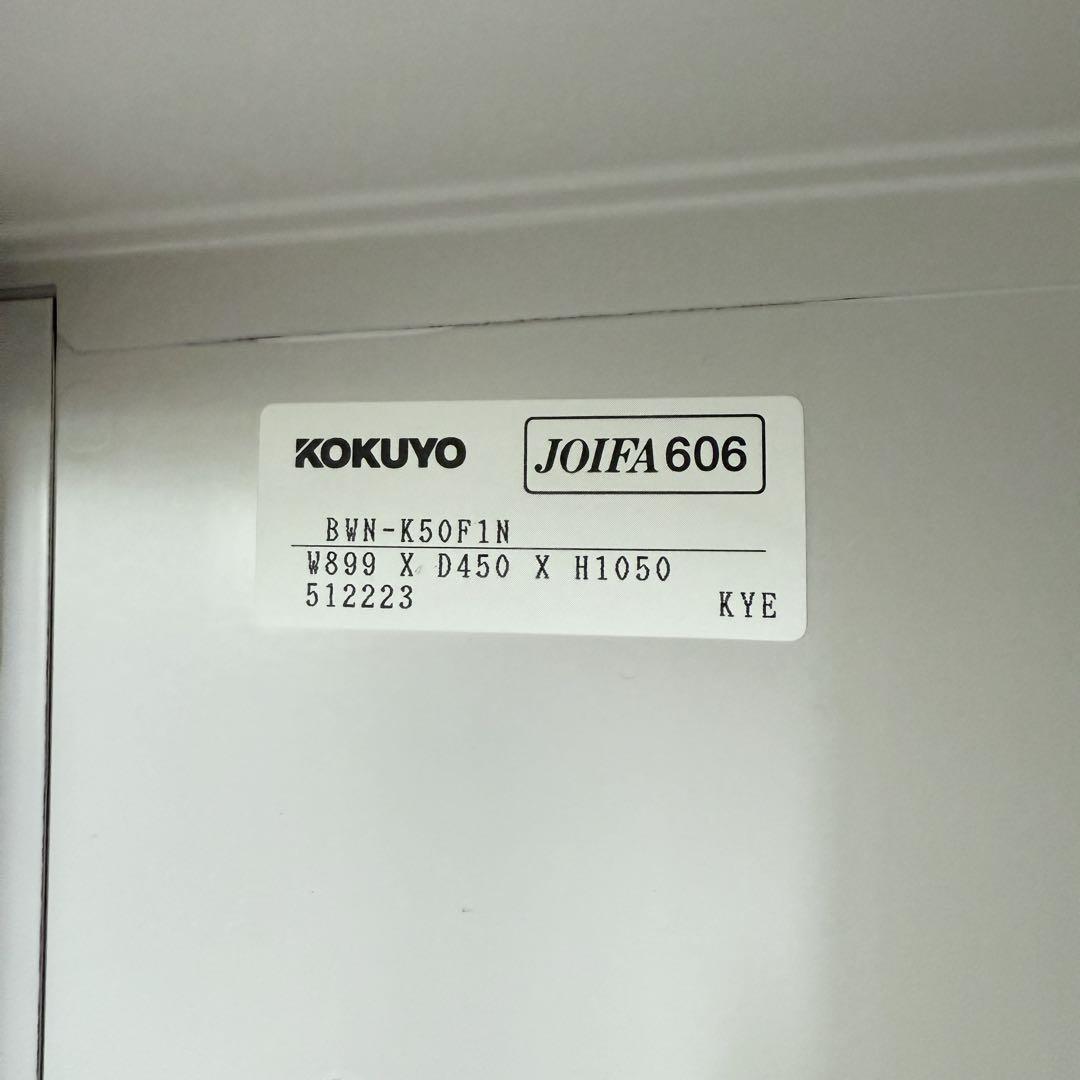 KOKUYO JOIFA 606
BWN-K50F1N
W899 X D450 X H1050
512223 KYE